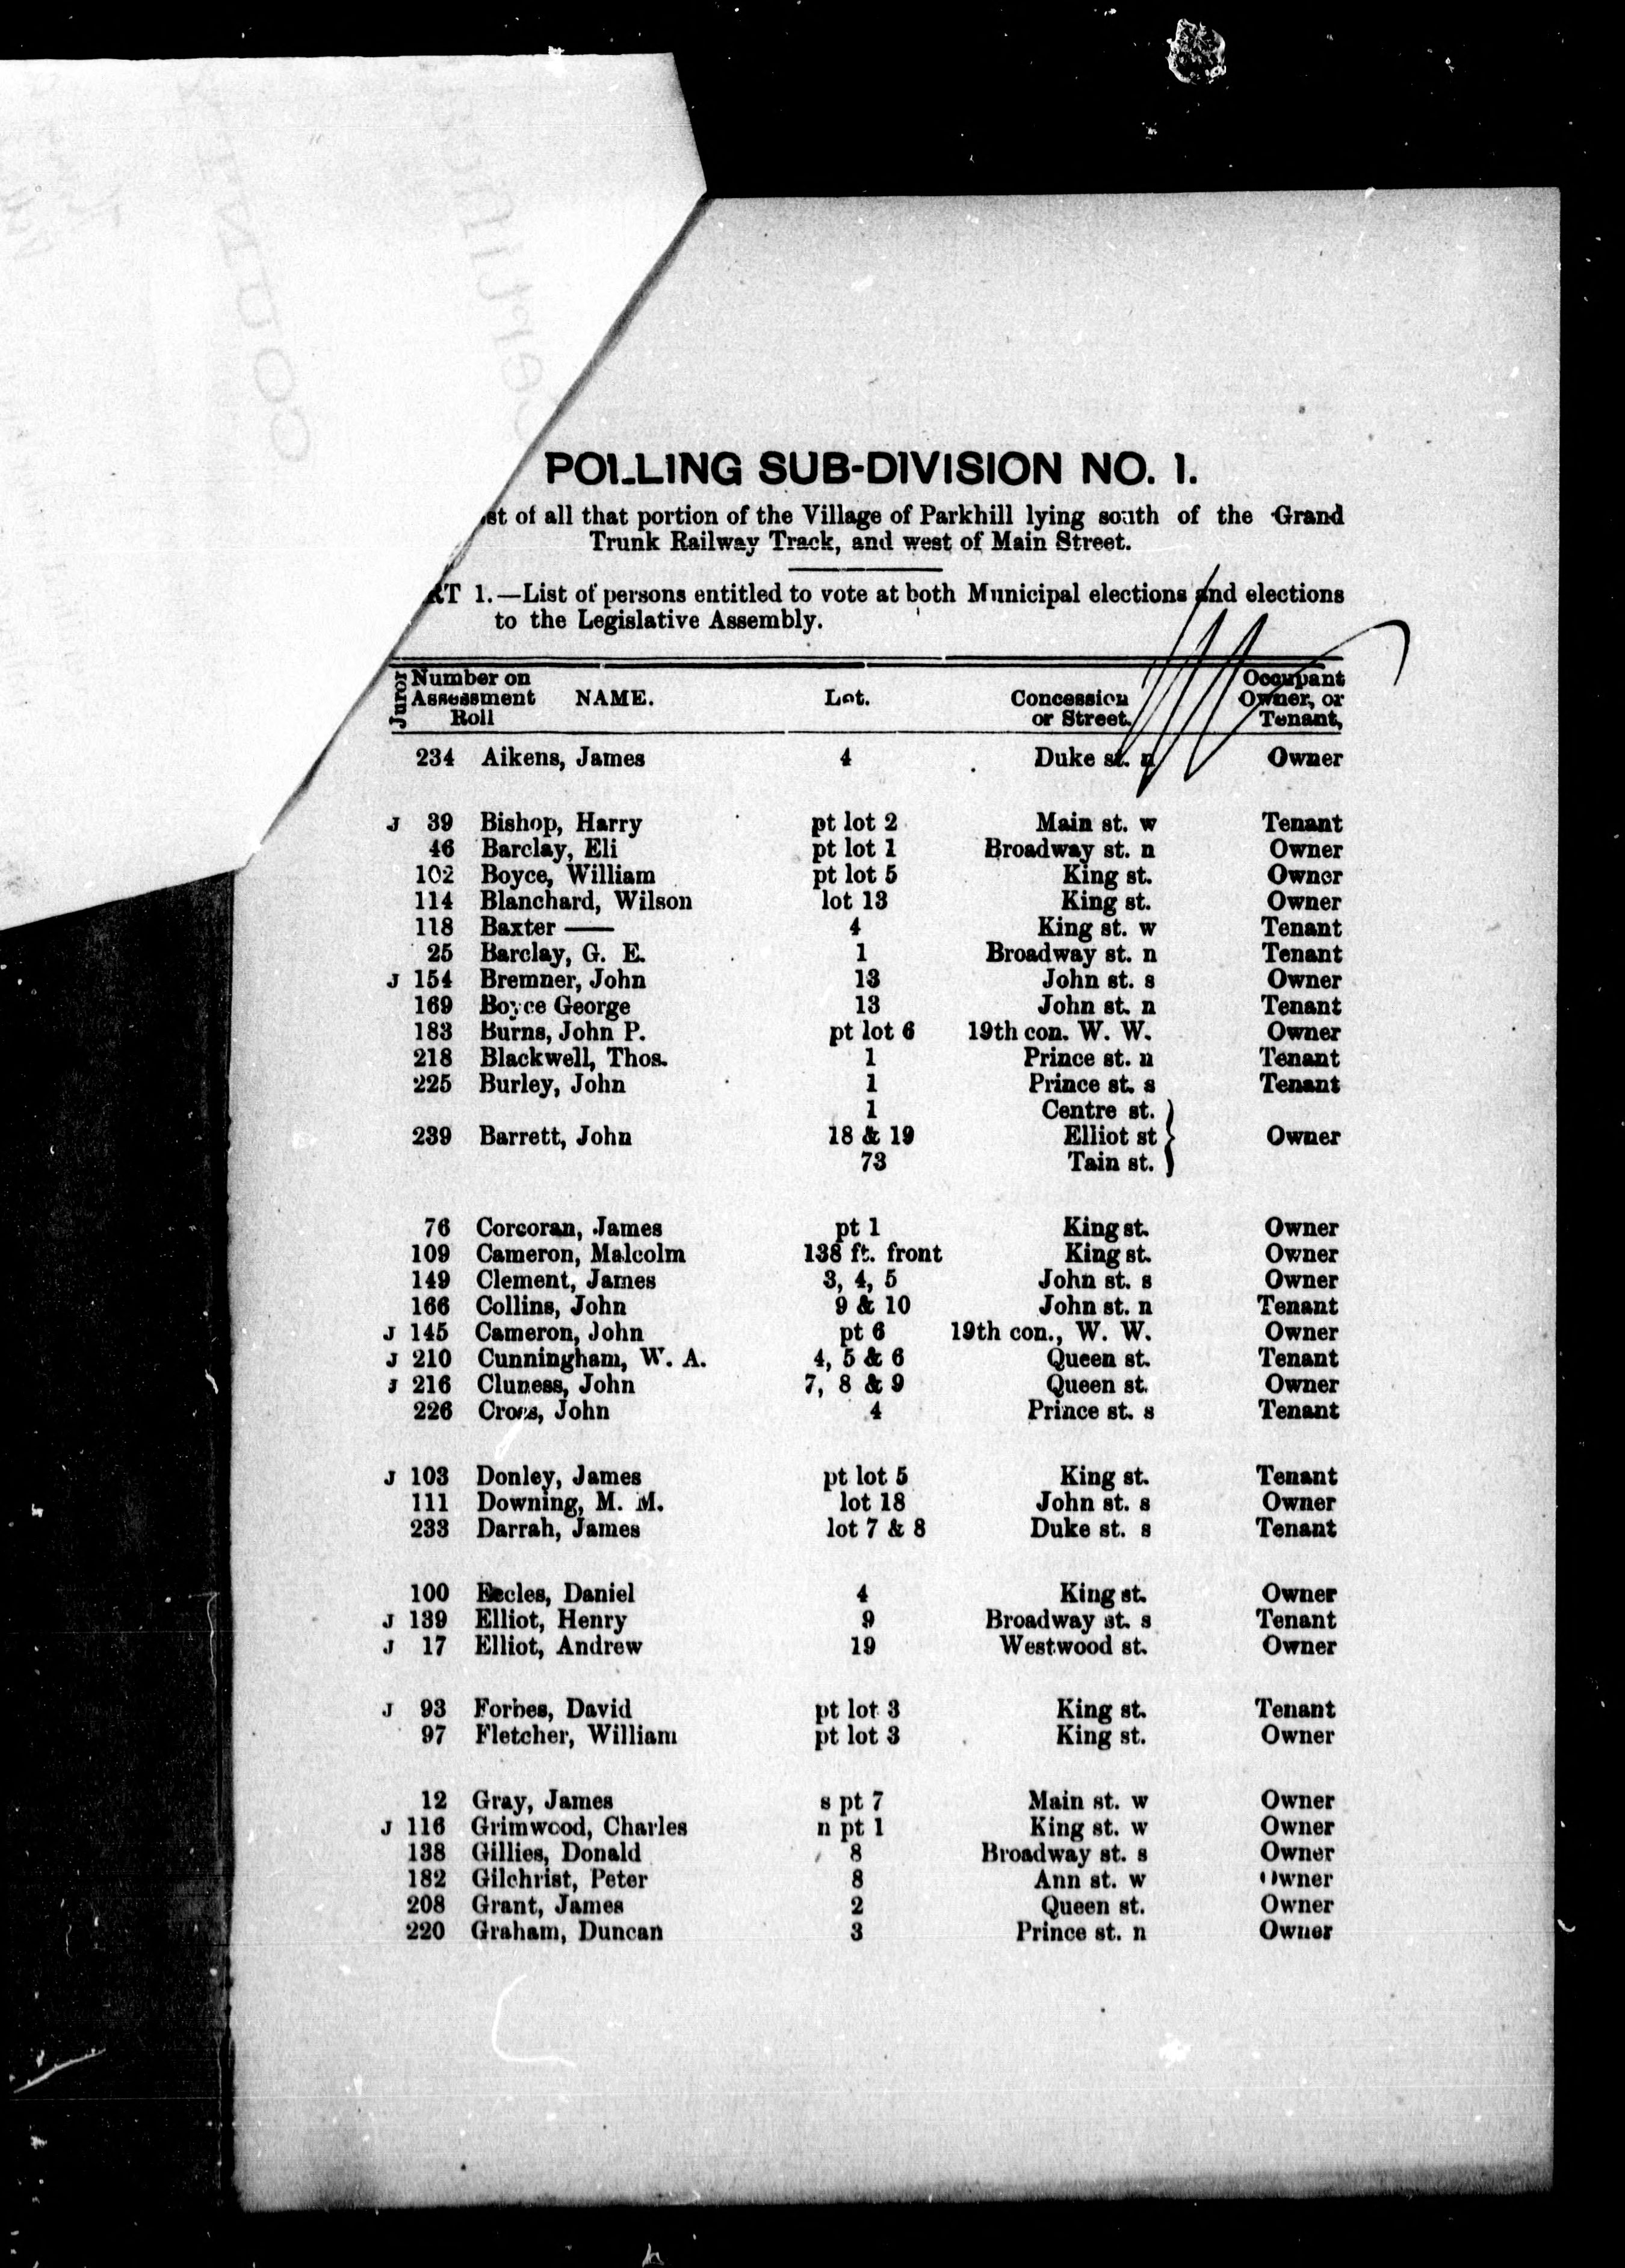 POLLING SUB-DIVISION NO. 1.
of all that portion of the Village of Parkhill lying south of the Grand
Trunk Railway Track, and west of Main Street.
1.—List of persons entitled to vote at both Municipal elections and elections
to the Legislative Assembly.
Juror Number on Assessment Roll NAME. Lot. Concession or Street. Occupant Owner, or Tenant,
234 Aikens, James 4 Duke st. n Owner
J 39 Bishop, Harry pt lot 2 Main st. w Tenant
46 Barclay, Eli pt lot 1 Broadway st. n Owner
102 Boyce, William pt lot 5 King st. Owner
114 Blanchard, Wilson lot 13 King st. Owner
118 Baxter —— 4 King st. w Tenant
25 Barclay, G. E. 1 Broadway st. n Tenant
J 154 Bremner, John 13 John st. s Owner
169 Boyce George 13 John st. n Tenant
183 Burns, John P. pt lot 6 19th con. W. W. Owner
218 Blackwell, Thos. 1 Prince st. n Tenant
225 Burley, John 1 Prince st. s Tenant
1 Centre st.
239 Barrett, John 18 & 19 Elliot st Owner
73 Tain st.
76 Corcoran, James pt 1 King st. Owner
109 Cameron, Malcolm 138 ft. front King st. Owner
149 Clement, James 3, 4, 5 John st. s Owner
166 Collins, John 9 & 10 John st. n Tenant
J 145 Cameron, John pt 6 19th con., W. W. Owner
J 210 Cunningham, W. A. 4, 5 & 6 Queen st. Tenant
J 216 Cluness, John 7, 8 & 9 Queen st. Owner
226 Cross, John 4 Prince st. s Tenant
J 103 Donley, James pt lot 5 King st. Tenant
111 Downing, M. M. lot 18 John st. s Owner
233 Darrah, James lot 7 & 8 Duke st. s Tenant
100 Eccles, Daniel 4 King st. Owner
J 139 Elliot, Henry 9 Broadway st. s Tenant
J 17 Elliot, Andrew 19 Westwood st. Owner
J 93 Forbes, David pt lot 3 King st. Tenant
97 Fletcher, William pt lot 3 King st. Owner
12 Gray, James s pt 7 Main st. w Owner
J 116 Grimwood, Charles n pt 1 King st. w Owner
138 Gillies, Donald 8 Broadway st. s Owner
182 Gilchrist, Peter 8 Ann st. w Owner
208 Grant, James 2 Queen st. Owner
220 Graham, Duncan 3 Prince st. n Owner